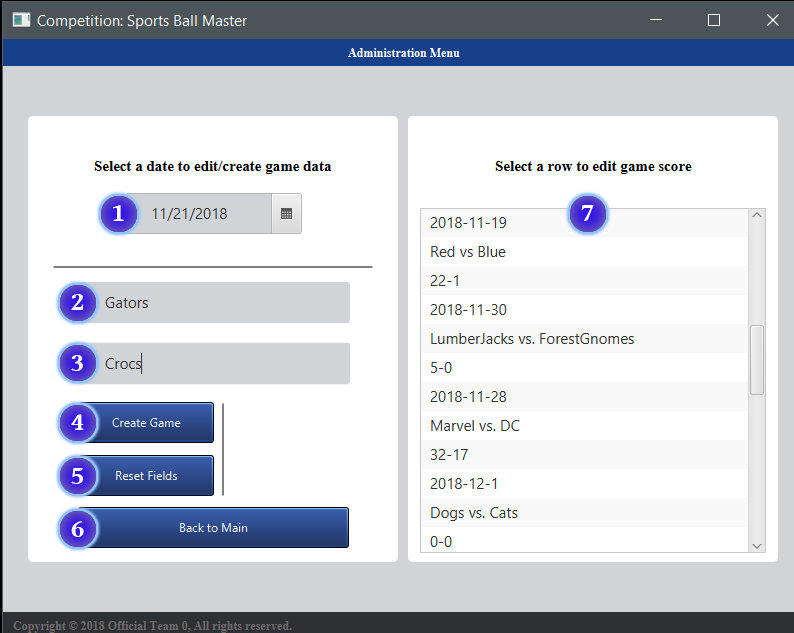 Competition: Sports Ball Master
Administration Menu
Select a date to edit/create game data
1 11/21/2018
2 Gators
3 Crocs
4 Create Game
5 Reset Fields
6 Back to Main
Select a row to edit game score
7
2018-11-19
Red vs Blue
22-1
2018-11-30
LumberJacks vs. ForestGnomes
5-0
2018-11-28
Marvel vs. DC
32-17
2018-12-1
Dogs vs. Cats
0-0
Copyright © 2018 Official Team 0, All rights reserved.